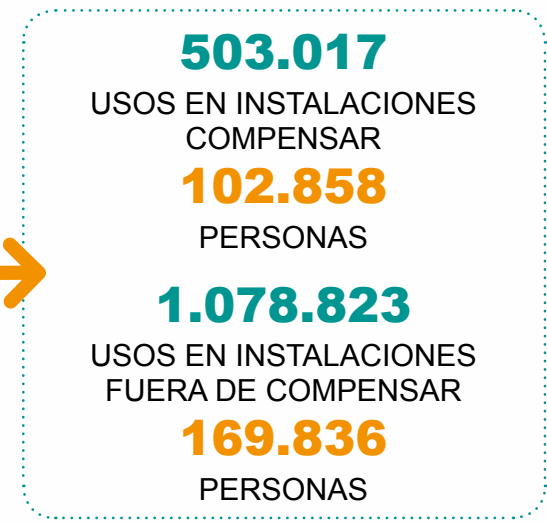 503.017
USOS EN INSTALACIONES
COMPENSAR
102.858
PERSONAS
1.078.823
USOS EN INSTALACIONES
FUERA DE COMPENSAR
169.836
PERSONAS